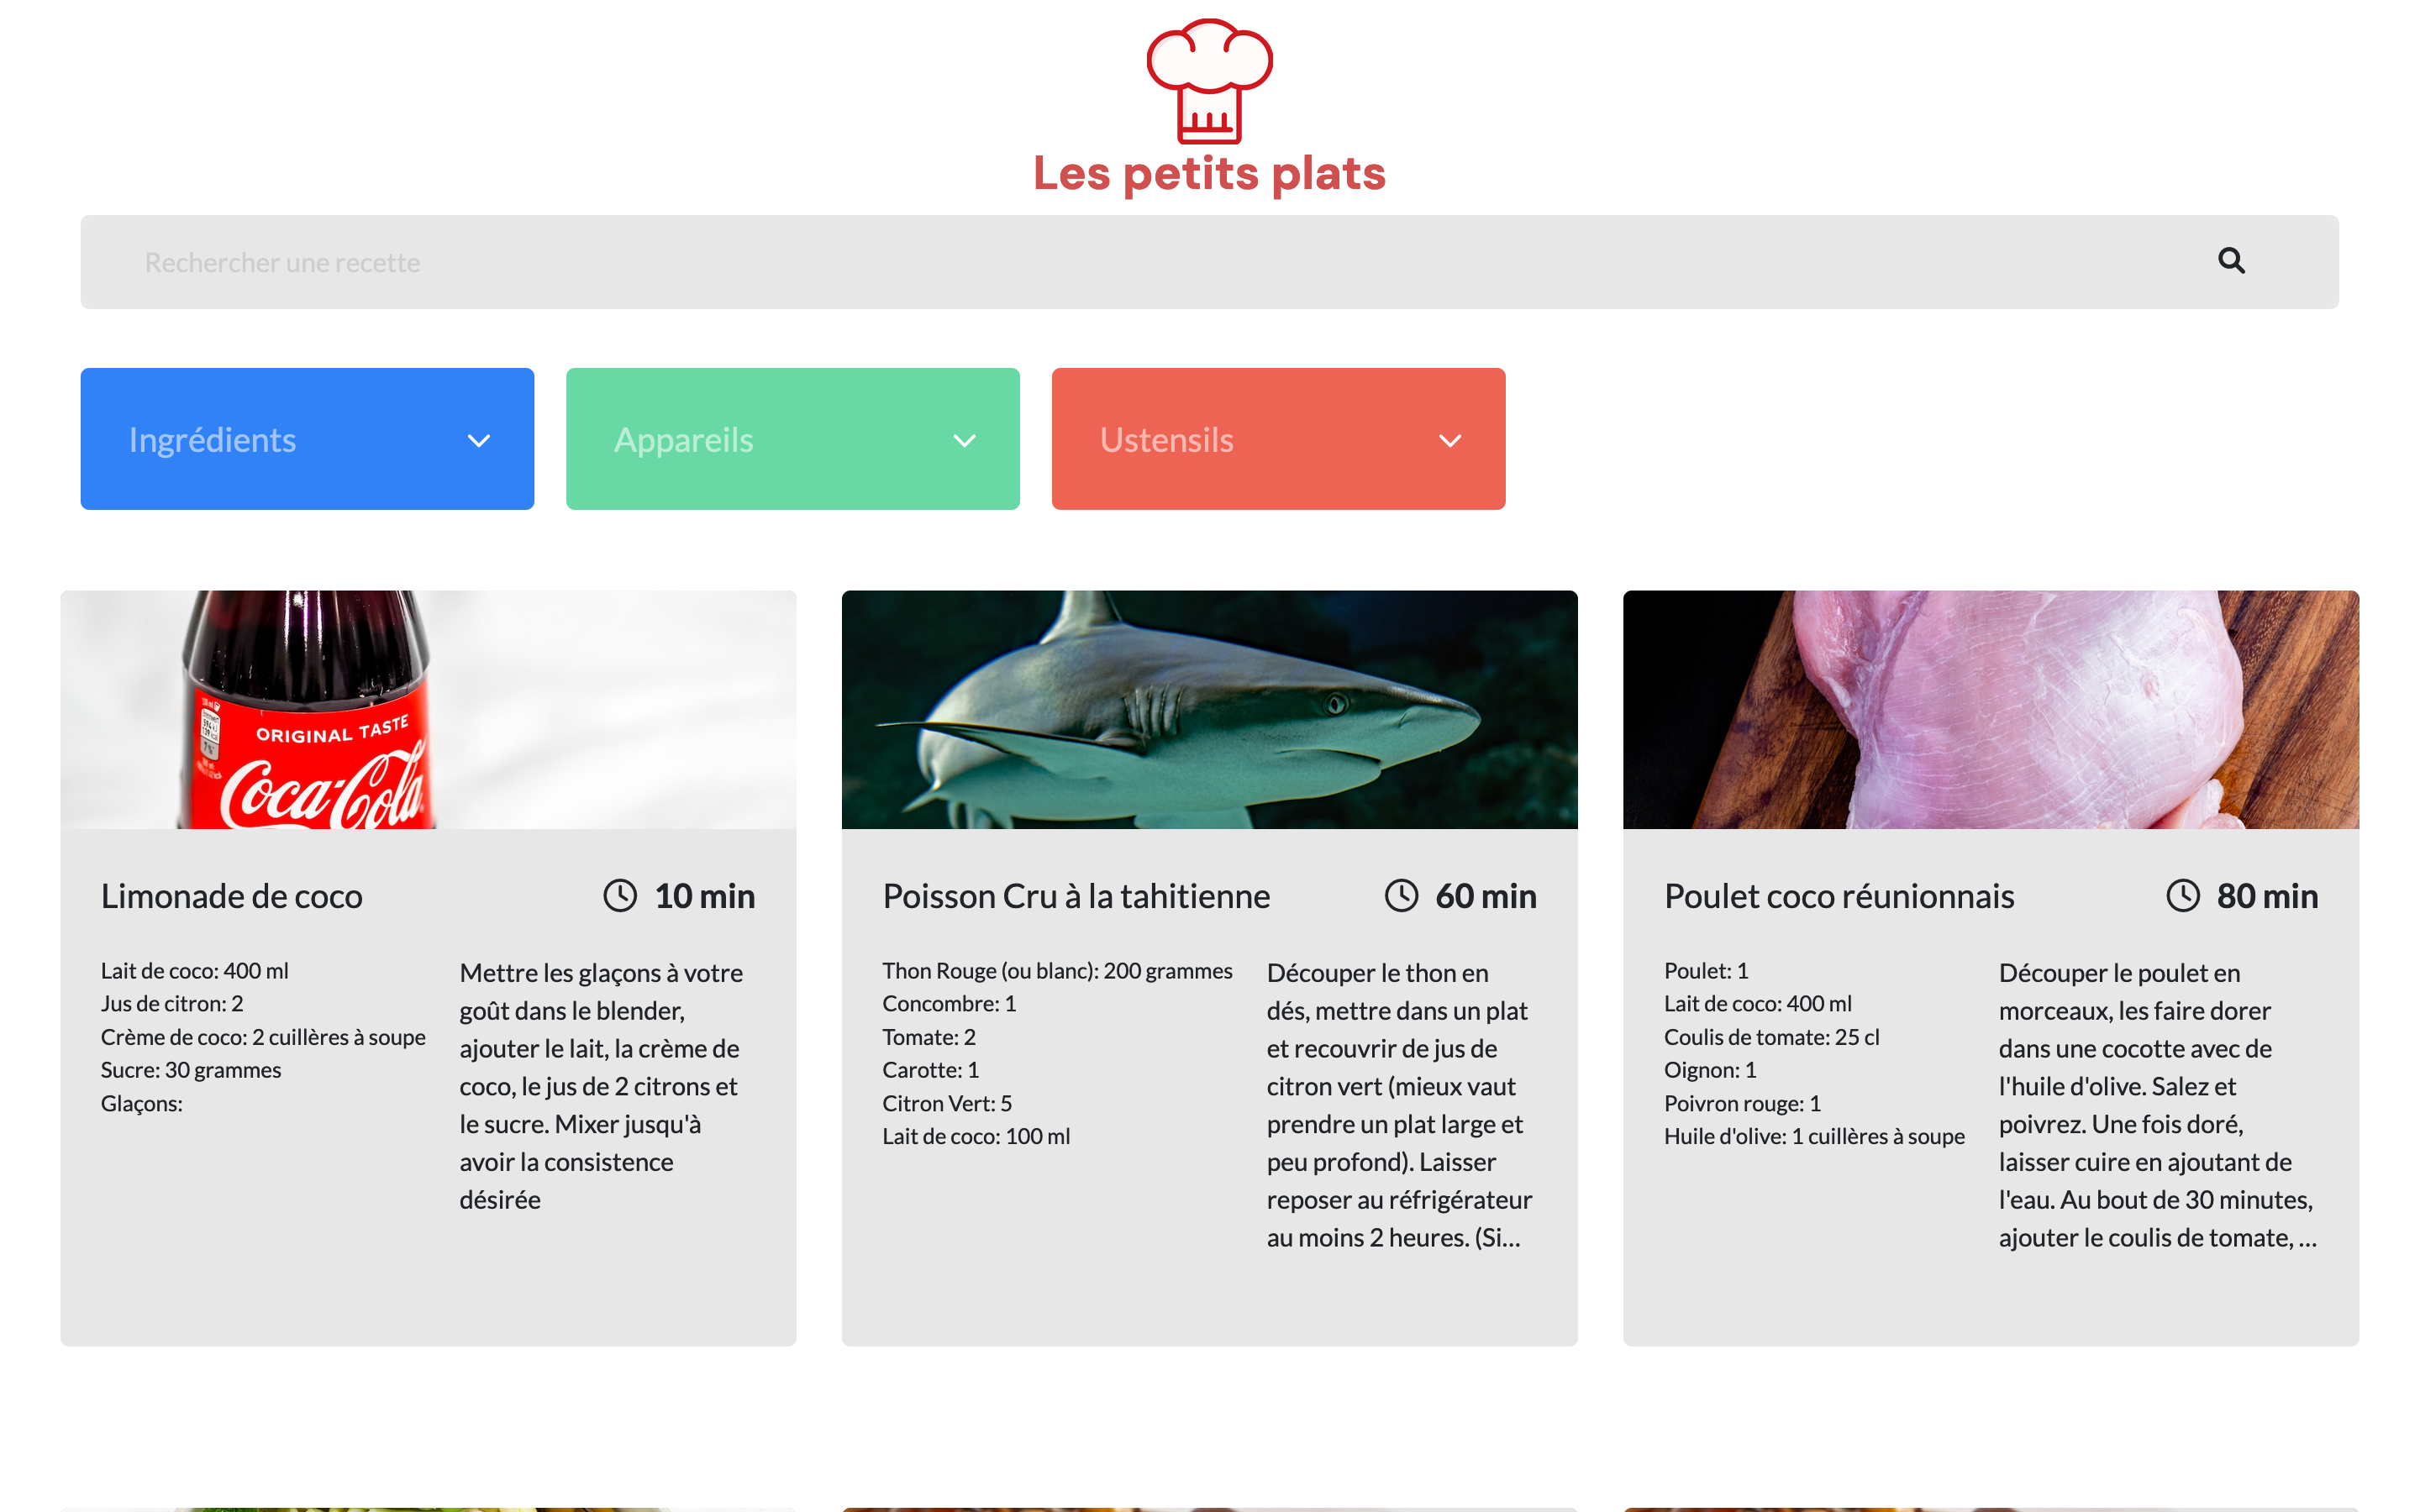 Les petits plats
Rechercher une recette
Ingrédients
Appareils
Ustensils
ORIGINAL TASTE
Coca-Cola
Limonade de coco
10 min
Lait de coco: 400 ml
Jus de citron: 2
Crème de coco: 2 cuillères à soupe
Sucre: 30 grammes
Glaçons:
Mettre les glaçons à votre
goût dans le blender,
ajouter le lait, la crème de
coco, le jus de 2 citrons et
le sucre. Mixer jusqu'à
avoir la consistence
désirée
Poisson Cru à la tahitienne
60 min
Thon Rouge (ou blanc): 200 grammes
Concombre: 1
Tomate: 2
Carotte: 1
Citron Vert: 5
Lait de coco: 100 ml
Découper le thon en
dés, mettre dans un plat
et recouvrir de jus de
citron vert (mieux vaut
prendre un plat large et
peu profond). Laisser
reposer au réfrigérateur
au moins 2 heures. (Si...
Poulet coco réunionnais
80 min
Poulet: 1
Lait de coco: 400 ml
Coulis de tomate: 25 cl
Oignon: 1
Poivron rouge: 1
Huile d'olive: 1 cuillères à soupe
Découper le poulet en
morceaux, les faire dorer
dans une cocotte avec de
l'huile d'olive. Salez et
poivrez. Une fois doré,
laisser cuire en ajoutant de
l'eau. Au bout de 30 minutes,
ajouter le coulis de tomate, ...